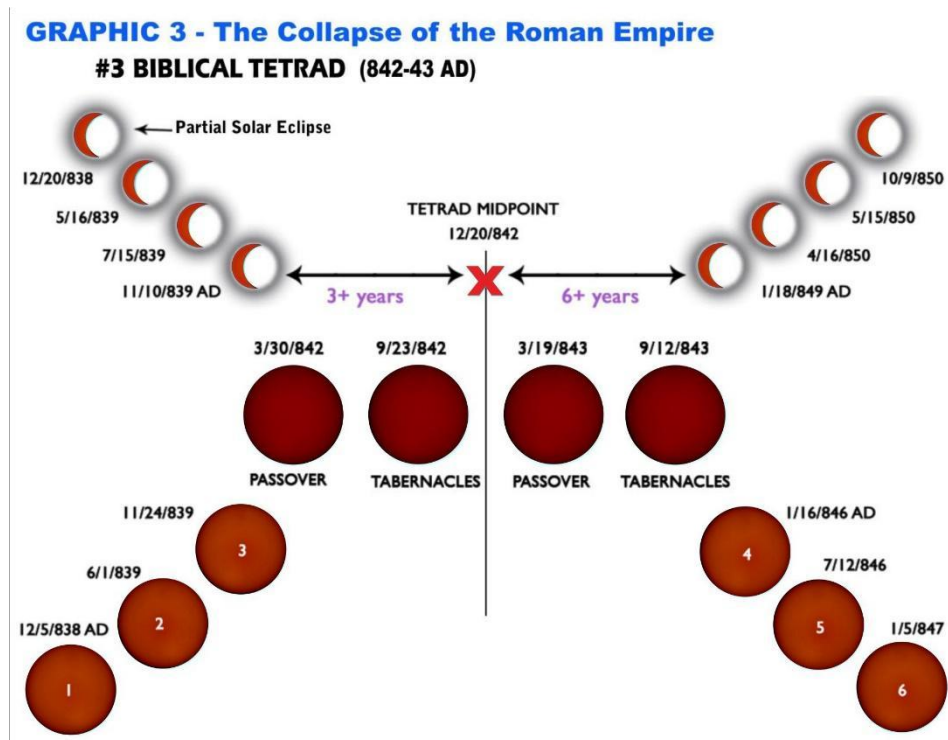 GRAPHIC 3 - The Collapse of the Roman Empire
#3 BIBLICAL TETRAD (842-43 AD)
Partial Solar Eclipse
12/20/838
5/16/839
7/15/839
11/10/839 AD
TETRAD MIDPOINT
12/20/842
X
3+ years
6+ years
10/9/850
5/15/850
4/16/850
1/18/849 AD
3/30/842
9/23/842
3/19/843
9/12/843
PASSOVER
TABERNACLES
PASSOVER
TABERNACLES
11/24/839
3
6/1/839
2
12/5/838 AD
1
1/16/846 AD
4
7/12/846
5
1/5/847
6